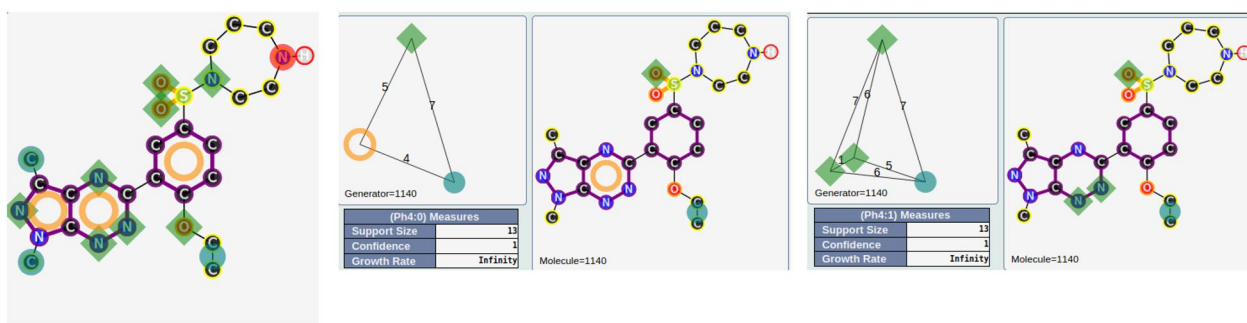 C
C
C
C
N
H
C
C
N
O
S
O
C
C
C
C
C
C
C
C
N
C
N
C
N
C
N
N
N
O
C
C
C
5
7
4
Generator=1140
(Ph4:0) Measures
Support Size 13
Confidence 1
Growth Rate Infinity
C
C
C
C
N
C
C
N
O
S
O
C
C
C
C
C
C
C
C
N
C
N
C
N
C
N
N
N
O
C
C
C
Molecule=1140
7
6
7
1
5
6
Generator=1140
(Ph4:1) Measures
Support Size 13
Confidence 1
Growth Rate Infinity
C
C
C
C
N
C
C
N
O
S
O
C
C
C
C
C
C
C
C
N
C
N
C
N
C
N
N
N
O
C
C
C
Molecule=1140